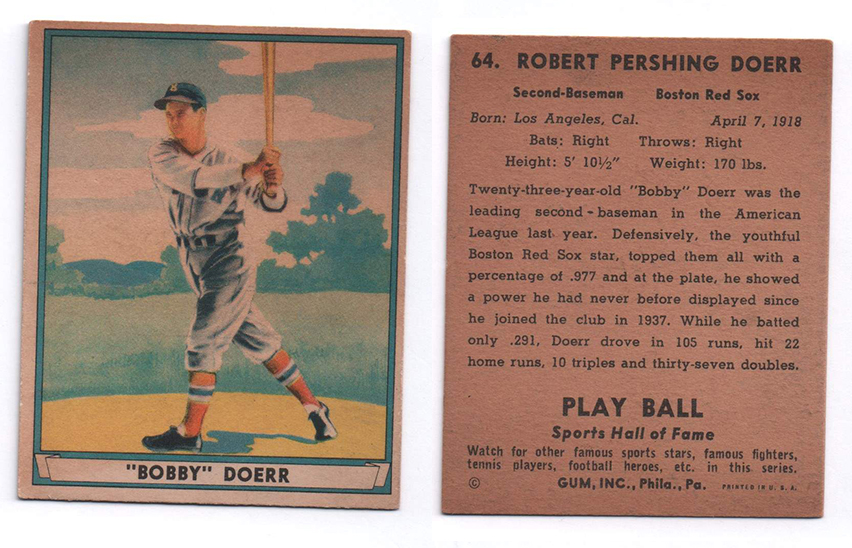 "BOBBY" DOERR
64. ROBERT PERSHING DOERR
Second-Baseman Boston Red Sox
Born: Los Angeles, Cal. April 7, 1918
Bats: Right Throws: Right
Height: 5' 10½" Weight: 170 lbs.
Twenty-three-year-old "Bobby" Doerr was the
leading second-baseman in the American
League last year. Defensively, the youthful
Boston Red Sox star, topped them all with a
percentage of .977 and at the plate, he showed
a power he had never before displayed since
he joined the club in 1937. While he batted
only .291, Doerr drove in 105 runs, hit 22
home runs, 10 triples and thirty-seven doubles.
PLAY BALL
Sports Hall of Fame
Watch for other famous sports stars, famous fighters,
tennis players, football heroes, etc. in this series.
© GUM, INC., Phila., Pa. PRINTED IN U. S. A.